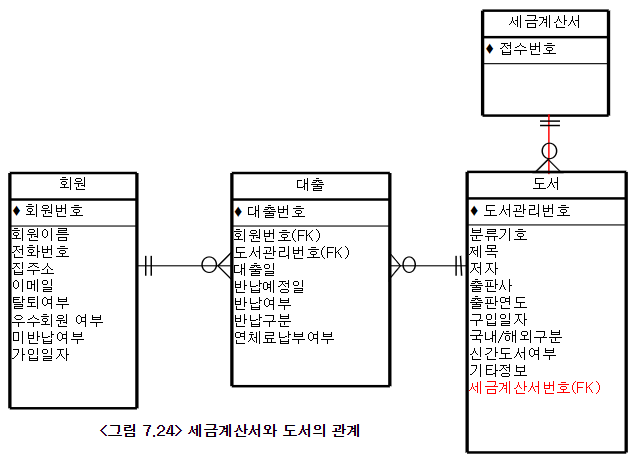 세금계산서
♦ 접수번호
회원
♦ 회원번호
회원이름
전화번호
집주소
이메일
탈퇴여부
우수회원 여부
미반납여부
가입일자
대출
♦ 대출번호
회원번호(FK)
도서관리번호(FK)
대출일
반납예정일
반납여부
반납구분
연체료납부여부
도서
♦ 도서관리번호
분류기호
제목
저자
출판사
출판연도
구입일자
국내/해외구분
신간도서여부
기타정보
세금계산서번호(FK)
<그림 7.24> 세금계산서와 도서의 관계